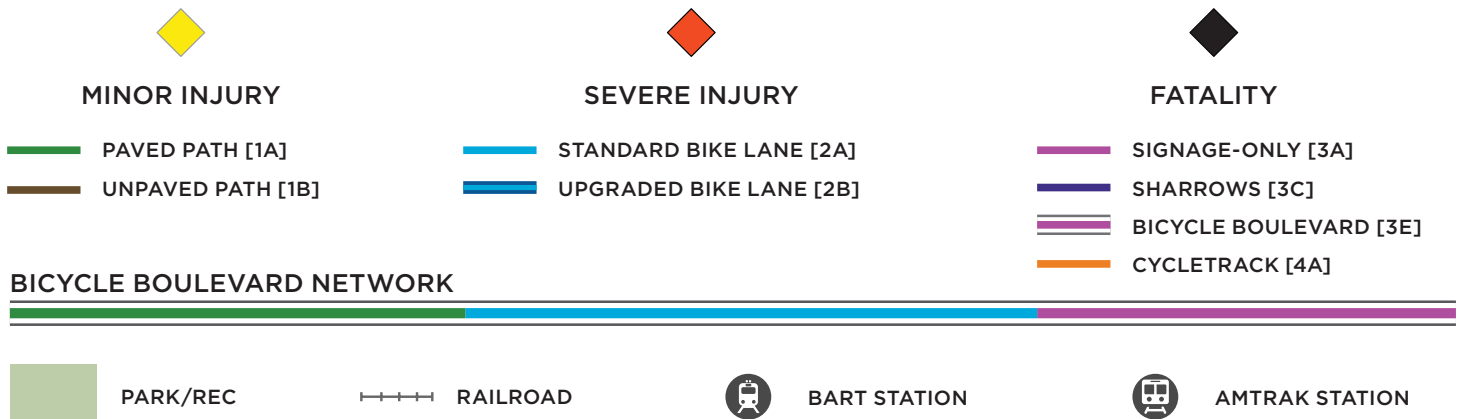 MINOR INJURY
SEVERE INJURY
FATALITY
PAVED PATH [1A]
UNPAVED PATH [1B]
STANDARD BIKE LANE [2A]
UPGRADED BIKE LANE [2B]
SIGNAGE-ONLY [3A]
SHARROWS [3C]
BICYCLE BOULEVARD [3E]
CYCLETRACK [4A]
BICYCLE BOULEVARD NETWORK
PARK/REC
RAILROAD
BART STATION
AMTRAK STATION